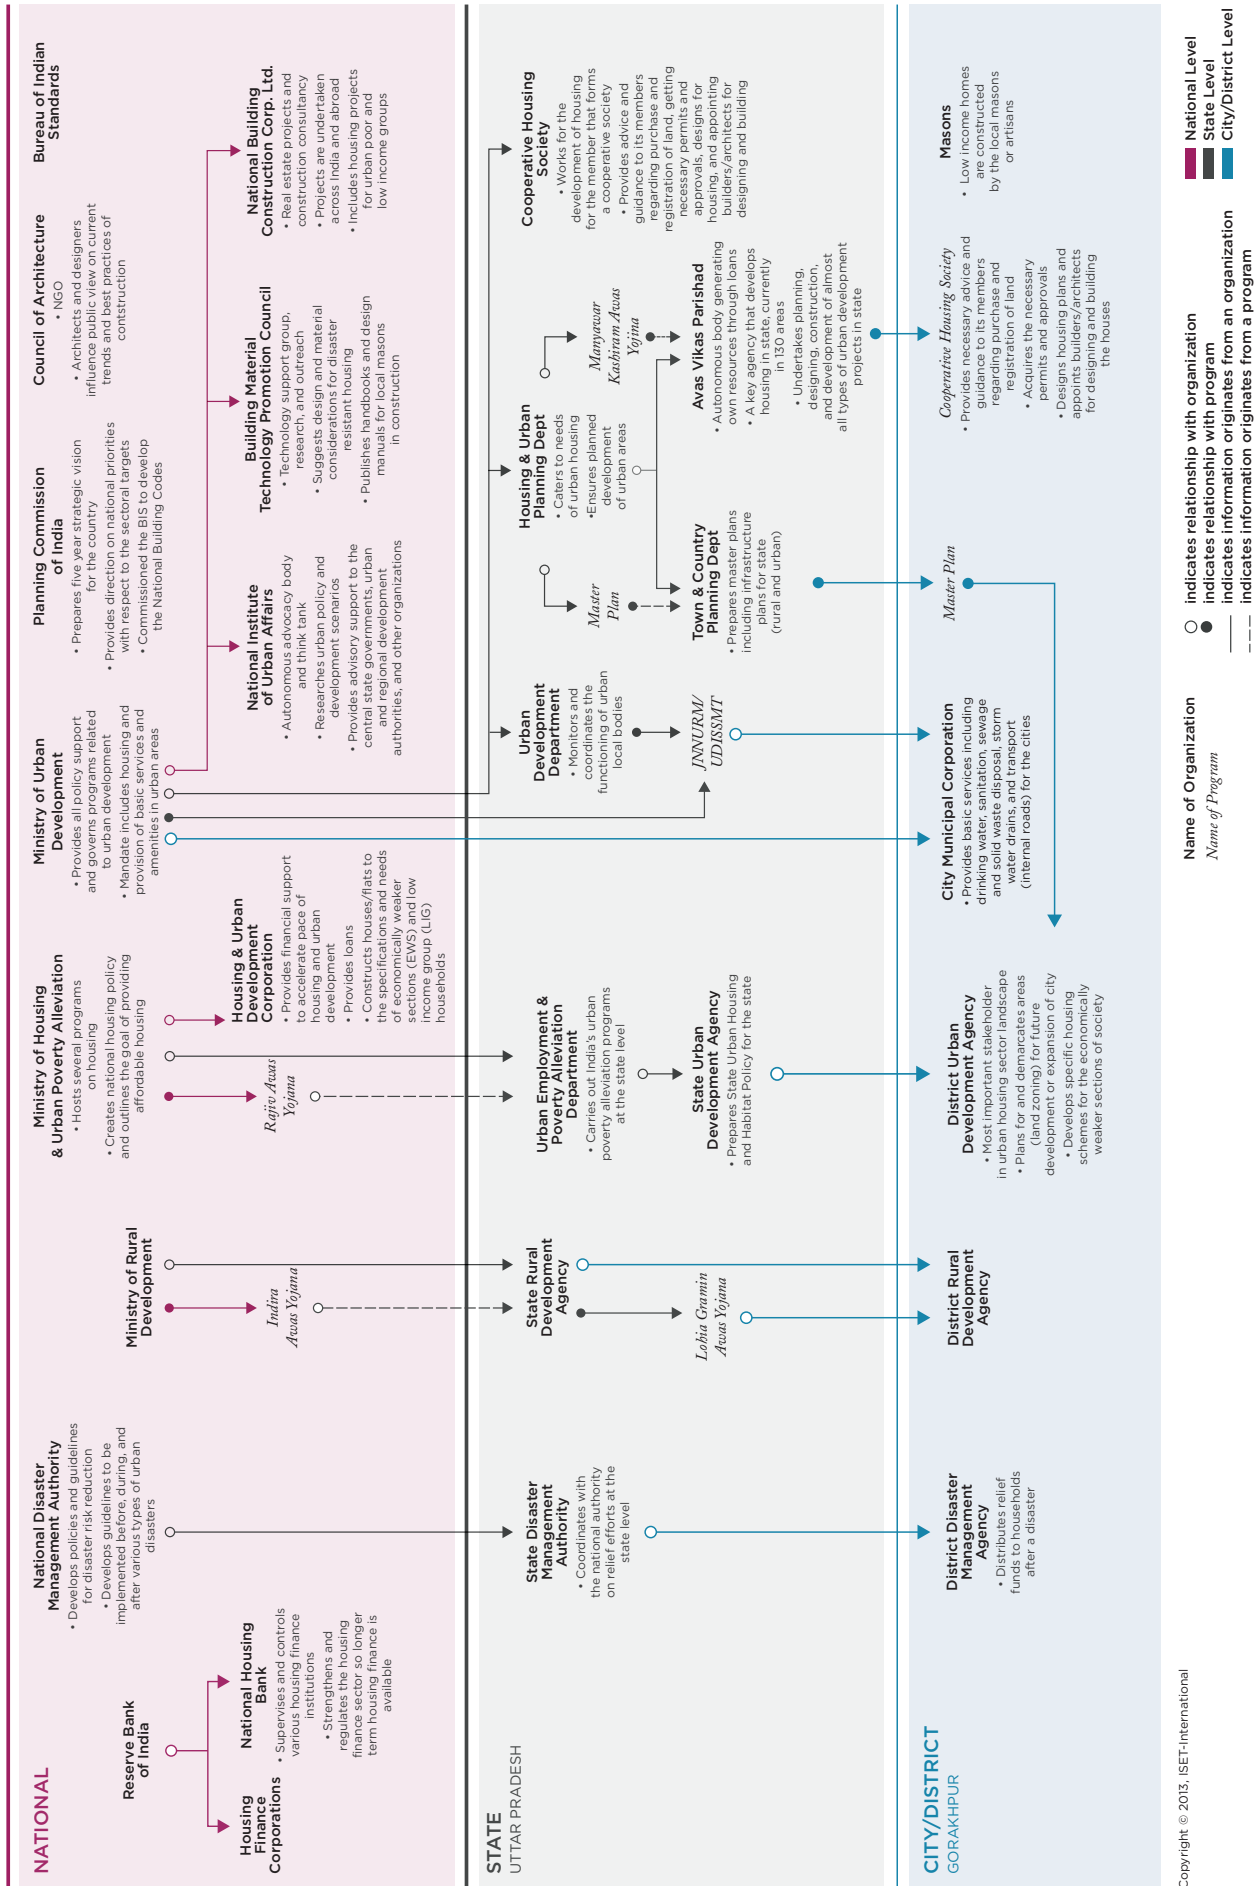 NATIONAL
Reserve Bank
of India
Housing
Finance
Corporations
National Housing
Bank
• Supervises and controls
various housing finance
institutions
• Strengthens and
regulates the housing
finance sector so longer
term housing finance is
available
National Disaster
Management Authority
• Develops policies and guidelines
for disaster risk reduction
• Develops guidelines to be
implemented before, during, and
after various types of urban
disasters
Ministry of Rural
Development
Indira
Awas Yojana
Ministry of Housing
& Urban Poverty Alleviation
• Hosts several programs
on housing
• Creates national housing policy
and outlines the goal of providing
affordable housing
Rajiv Awas
Yojana
Housing & Urban
Development
Corporation
• Provides financial support
to accelerate pace of
housing and urban
development
• Provides loans
• Constructs houses/flats to
the specifications and needs
of economically weaker
sections (EWS) and low
income group (LIG)
households
Ministry of Urban
Development
• Provides all policy support
and governs programs related
to urban development
• Mandate includes housing and
provision of basic services and
amenities in urban areas
Planning Commission
of India
• Prepares five year strategic vision
for the country
• Provides direction on national priorities
with respect to the sectoral targets
• Commissioned the BIS to develop
the National Building Codes
National Institute
of Urban Affairs
• Autonomous advocacy body
and think tank
• Researches urban policy and
development scenarios
• Provides advisory support to the
central state governments, urban
and regional development
authorities, and other organizations
Council of Architecture
• NGO
• Architects and designers
influence public view on current
trends and best practices of
contstruction
Building Material
Technology Promotion Council
• Technology support group,
research, and outreach
• Suggests design and material
considerations for disaster
resistant housing
• Publishes handbooks and design
manuals for local masons
in construction
Bureau of Indian
Standards
National Building
Construction Corp. Ltd.
• Real estate projects and
construction consultancy
• Projects are undertaken
across India and abroad
• Includes housing projects
for urban poor and
low income groups
STATE
UTTAR PRADESH
State Disaster
Management
Authority
• Coordinates with
the national authority
on relief efforts at the
state level
State Rural
Development
Agency
Lohia Gramin
Awas Yojana
Urban Employment &
Poverty Alleviation
Department
• Carries out India's urban
poverty alleviation programs
at the state level
State Urban
Development Agency
• Prepares State Urban Housing
and Habitat Policy for the state
Urban
Development
Department
• Monitors and
coordinates the
functioning of urban
local bodies
JNNURM/
UDISSMT
Housing & Urban
Planning Dept
• Caters to needs
of urban housing
•Ensures planned
development
of urban areas
Master
Plan
Manyawar
Kashiram Awas
Yojina
Town & Country
Planning Dept
• Prepares master plans
including infrastructure
plans for state
(rural and urban)
Avas Vikas Parishad
• Autonomous body generating
own resources through loans
• A key agency that develops
housing in state, currently
in 130 areas
• Undertakes planning,
designing, construction,
and development of almost
all types of urban development
projects in state
Cooperative Housing
Society
• Works for the
development of housing
for the member that forms
a cooperative society
• Provides advice and
guidance to its members
regarding purchase and
registration of land, getting
necessary permits and
approvals, designs for
housing, and appointing
builders/architects for
designing and building
CITY/DISTRICT
GORAKHPUR
District Disaster
Management
Agency
• Distributes relief
funds to households
after a disaster
District Rural
Development
Agency
District Urban
Development Agency
• Most important stakeholder
in urban housing sector landscape
• Plans for and demarcates areas
(land zoning) for future
development or expansion of city
• Develops specific housing
schemes for the economically
weaker sections of society
City Municipal Corporation
• Provides basic services including
drinking water, sanitation, sewage
and solid waste disposal, storm
water drains, and transport
(internal roads) for the cities
Master Plan
Cooperative Housing Society
• Provides necessary advice and
guidance to its members
regarding purchase and
registration of land
• Acquires the necessary
permits and approvals
• Designs housing plans and
appoints builders/architects
for designing and building
the houses
Masons
• Low income homes
are constructed
by the local masons
or artisans
Name of Organization
Name of Program
indicates relationship with organization
indicates relationship with program
indicates information originates from an organization
indicates information originates from a program
National Level
State Level
City/District Level
Copyright © 2013, ISET-International